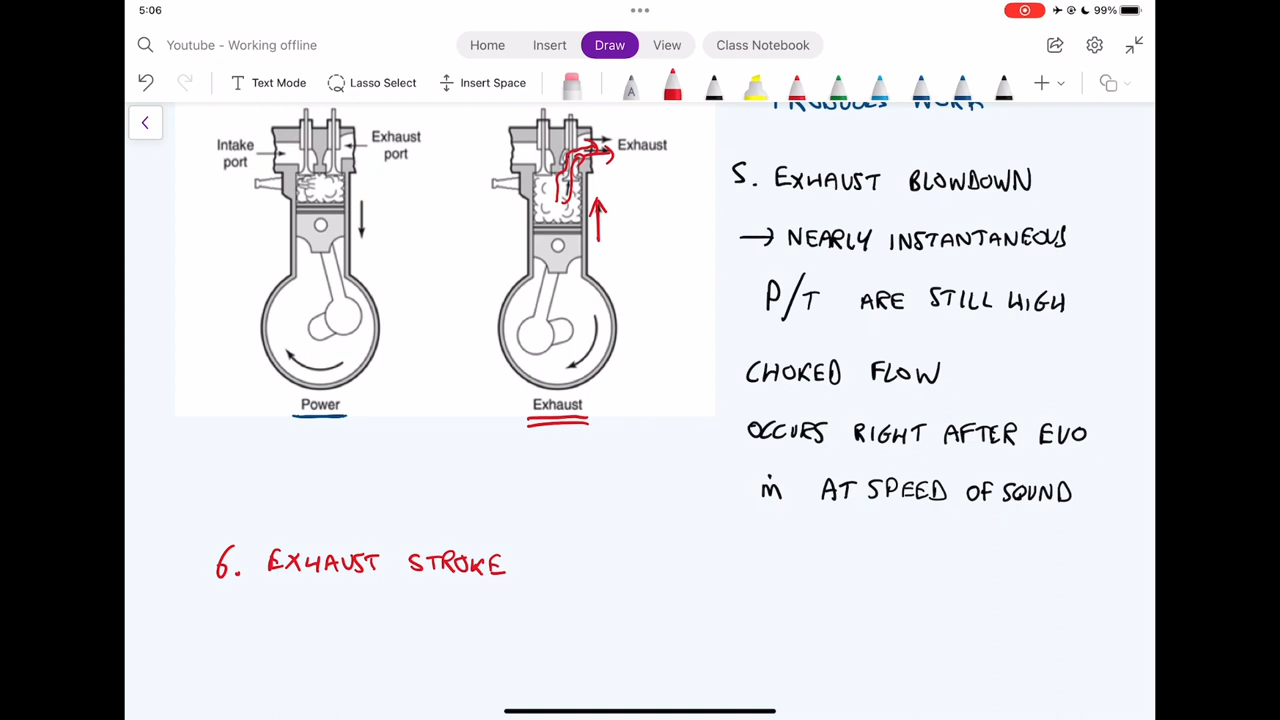 5:06
99%
Youtube - Working offline
Home Insert Draw View Class Notebook
Text Mode Lasso Select Insert Space
A
PRODUCES WORK
Intake
port
Exhaust
port
Exhaust
Power
Exhaust
5. EXHAUST BLOWDOWN
→ NEARLY INSTANTANEOUS
P/T ARE STILL HIGH
CHOKED FLOW
OCCURS RIGHT AFTER EVO
ṁ AT SPEED OF SOUND
6. EXHAUST STROKE